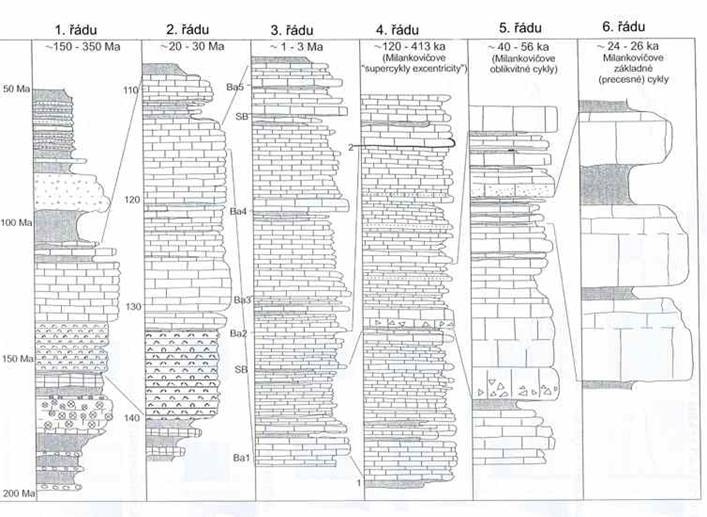 1. řádu
~150 - 350 Ma
2. řádu
~20 - 30 Ma
3. řádu
~ 1 - 3 Ma
4. řádu
~120 - 413 ka
(Milankovičove
"supercykly excentricity")
5. řádu
~ 40 - 56 ka
(Milankovičove
oblikvitné cykly)
6. řádu
~ 24 - 26 ka
Milankovičove
základné
(precesné) cykly
50 Ma
100 Ma
150 Ma
200 Ma
110
120
130
140
Ba5
SB
Ba4
Ba3
Ba2
SB
Ba1
2
1